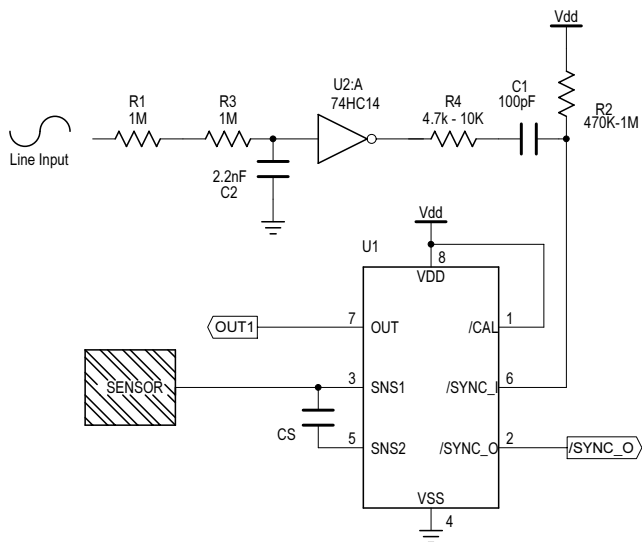 Vdd
U2:A
74HC14
C1
100pF
R1
1M
R3
1M
R4
4.7k - 10K
R2
470K-1M
Line Input
2.2nF
C2
Vdd
U1
8
VDD
OUT1
7
OUT
/CAL
1
SENSOR
3
SNS1
/SYNC_I
6
CS
5
SNS2
/SYNC_O
2
/SYNC_O
VSS
4